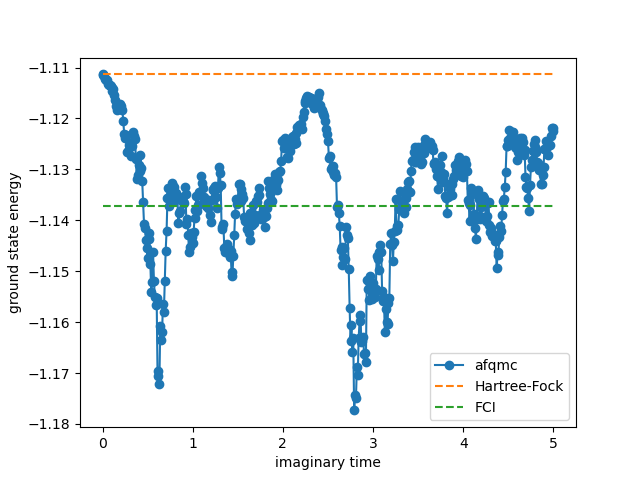 −1.11
−1.12
−1.13
−1.14
−1.15
−1.16
−1.17
−1.18
ground state energy
0 1 2 3 4 5
imaginary time
afqmc
Hartree-Fock
FCI